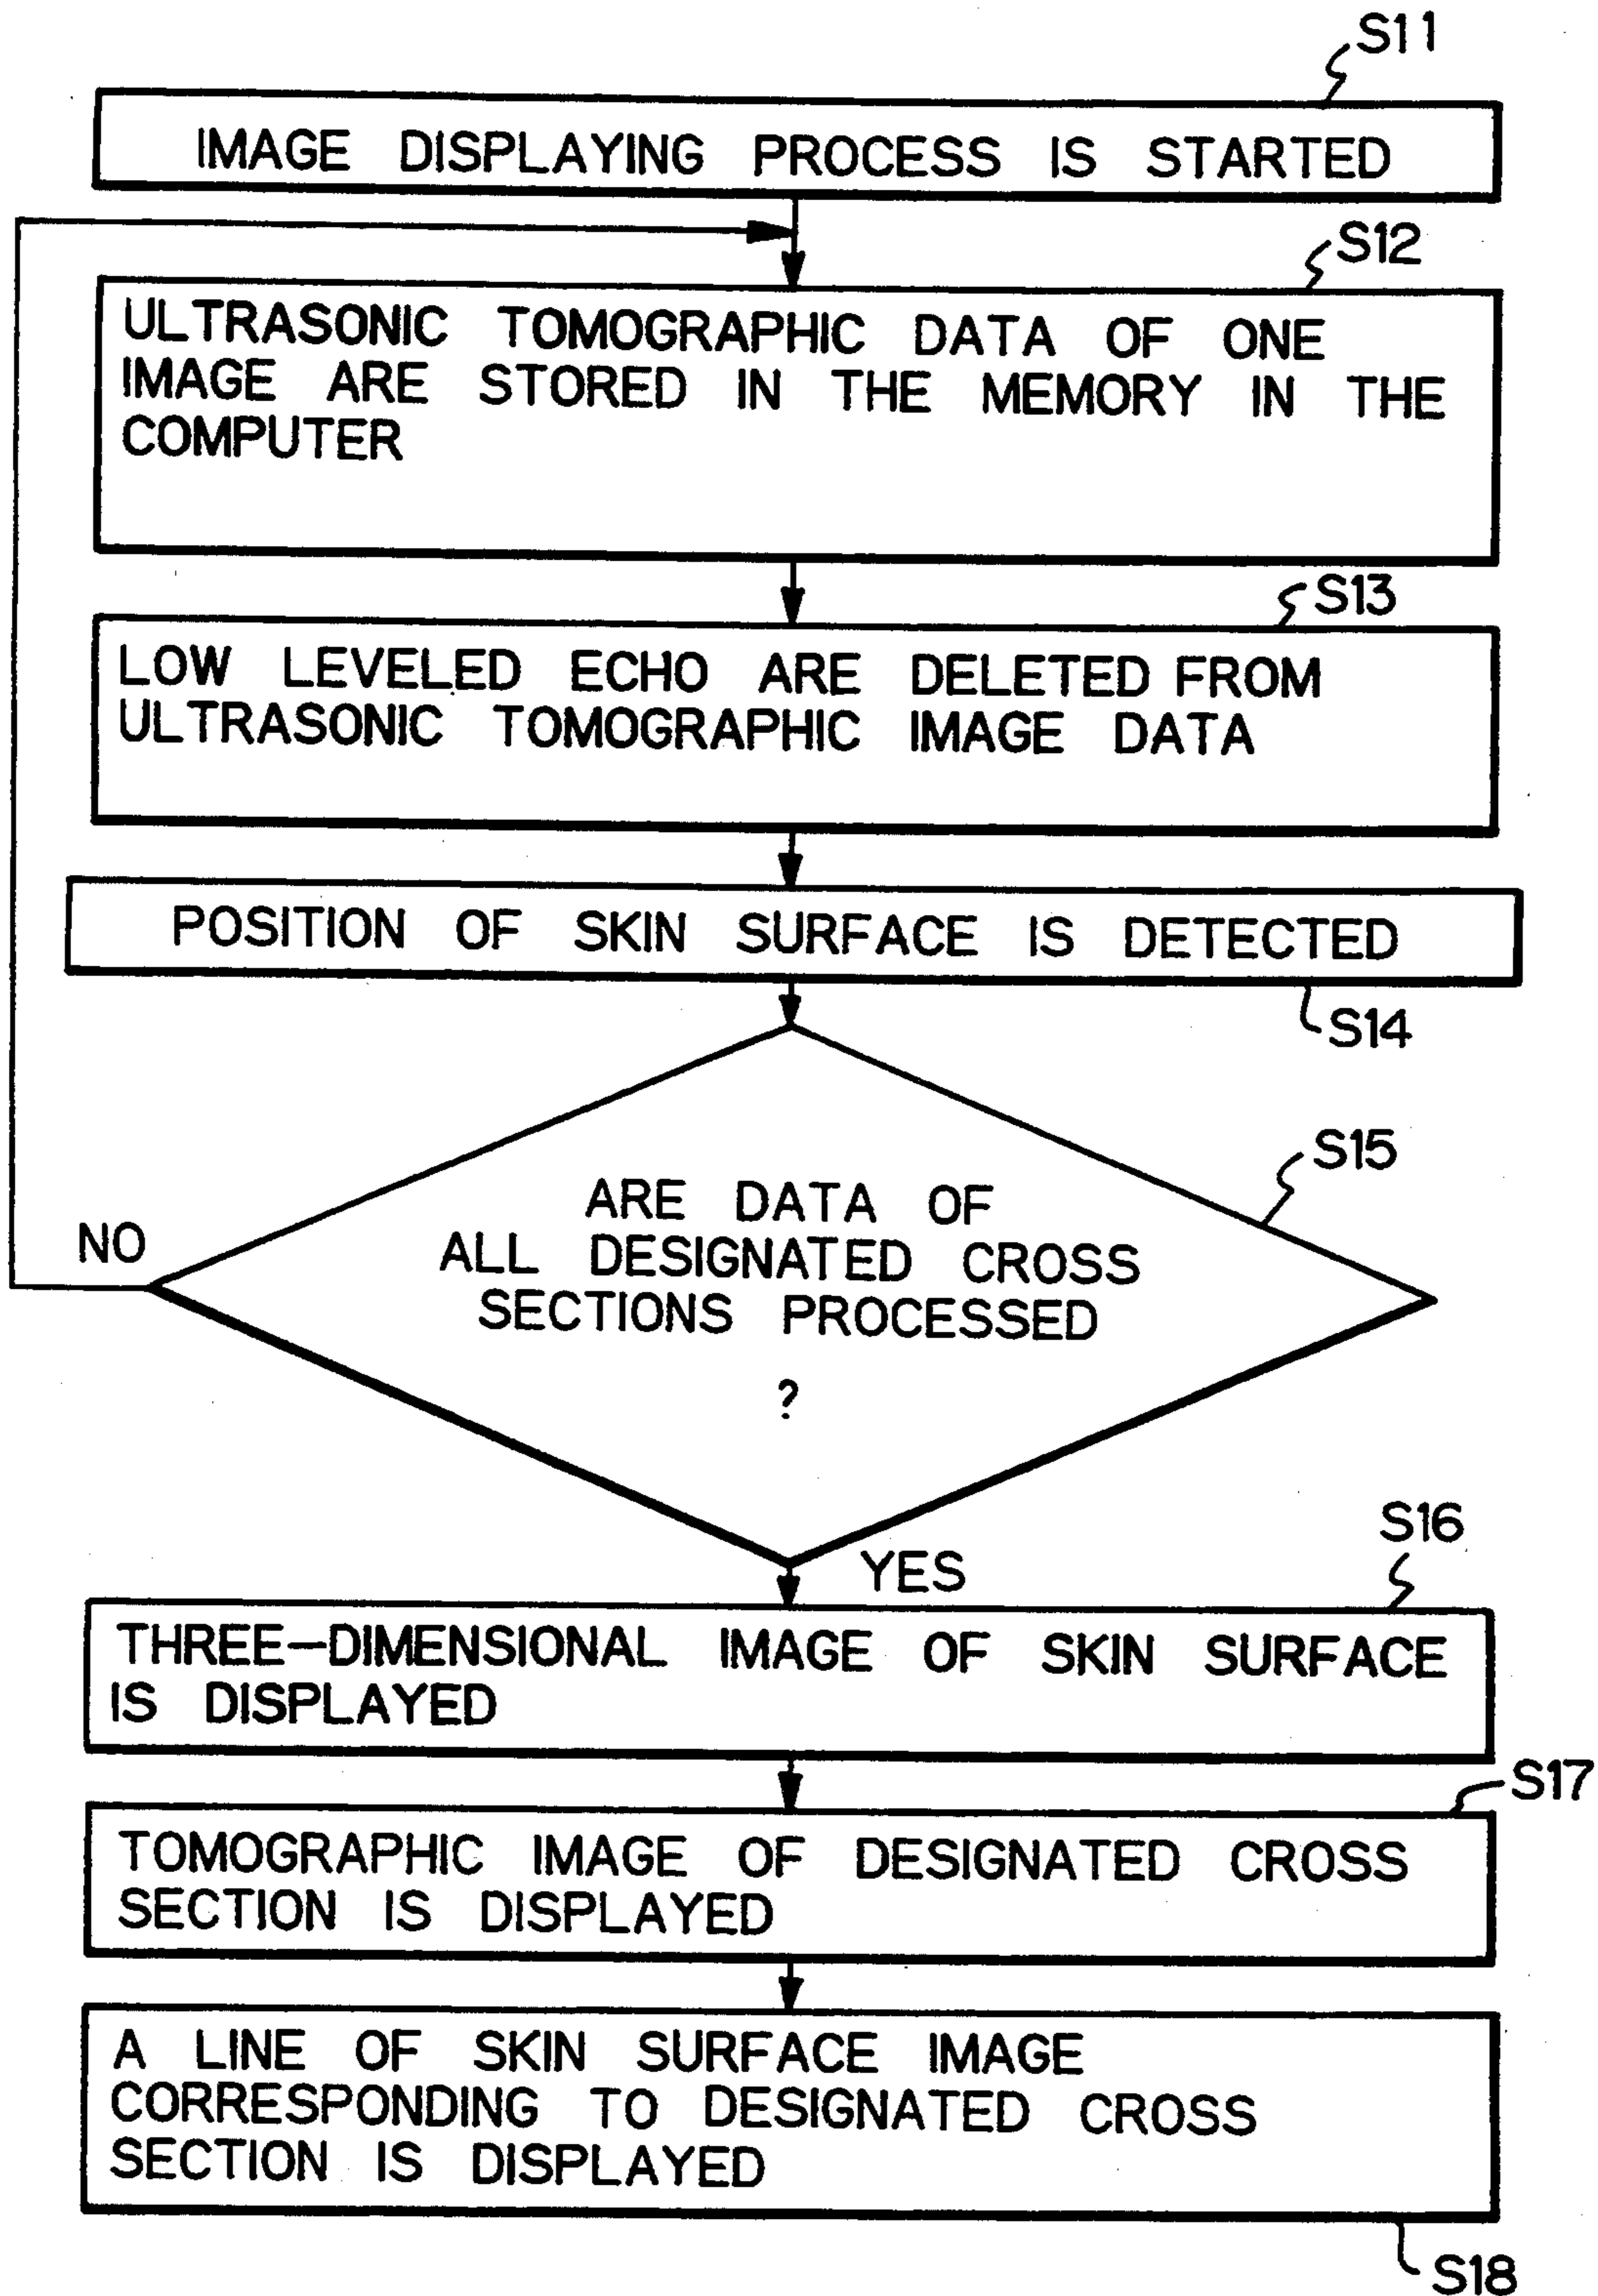 S11
IMAGE DISPLAYING PROCESS IS STARTED
S12
ULTRASONIC TOMOGRAPHIC DATA OF ONE
IMAGE ARE STORED IN THE MEMORY IN THE
COMPUTER
S13
LOW LEVELED ECHO ARE DELETED FROM
ULTRASONIC TOMOGRAPHIC IMAGE DATA
POSITION OF SKIN SURFACE IS DETECTED
S14
S15
ARE DATA OF
ALL DESIGNATED CROSS
SECTIONS PROCESSED
?
NO
YES
S16
THREE-DIMENSIONAL IMAGE OF SKIN SURFACE
IS DISPLAYED
S17
TOMOGRAPHIC IMAGE OF DESIGNATED CROSS
SECTION IS DISPLAYED
A LINE OF SKIN SURFACE IMAGE
CORRESPONDING TO DESIGNATED CROSS
SECTION IS DISPLAYED
S18